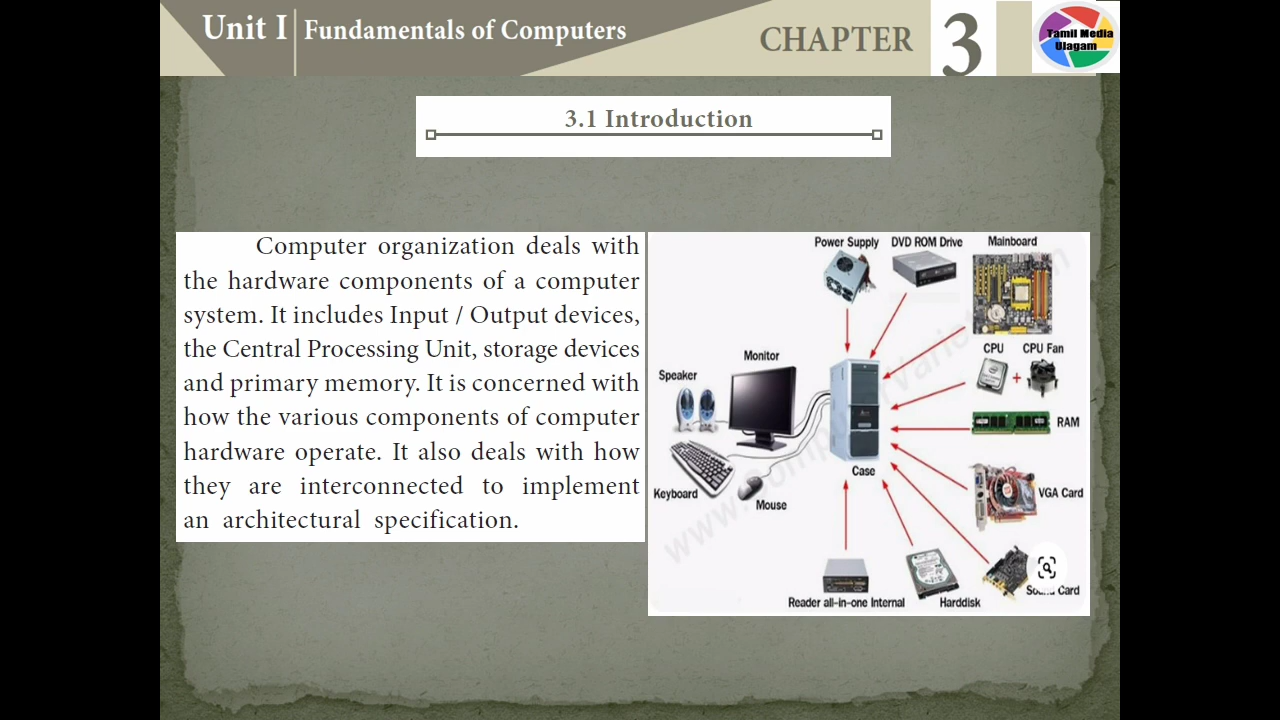 Unit I
Fundamentals of Computers
CHAPTER
3
Tamil Media
Ulagam
3.1 Introduction
Computer organization deals with
the hardware components of a computer
system. It includes Input / Output devices,
the Central Processing Unit, storage devices
and primary memory. It is concerned with
how the various components of computer
hardware operate. It also deals with how
they are interconnected to implement
an architectural specification.
Power Supply
DVD ROM Drive
Mainboard
CPU
CPU Fan
+
Monitor
Speaker
RAM
Case
Keyboard
Mouse
VGA Card
Reader all-in-one Internal
Harddisk
Card